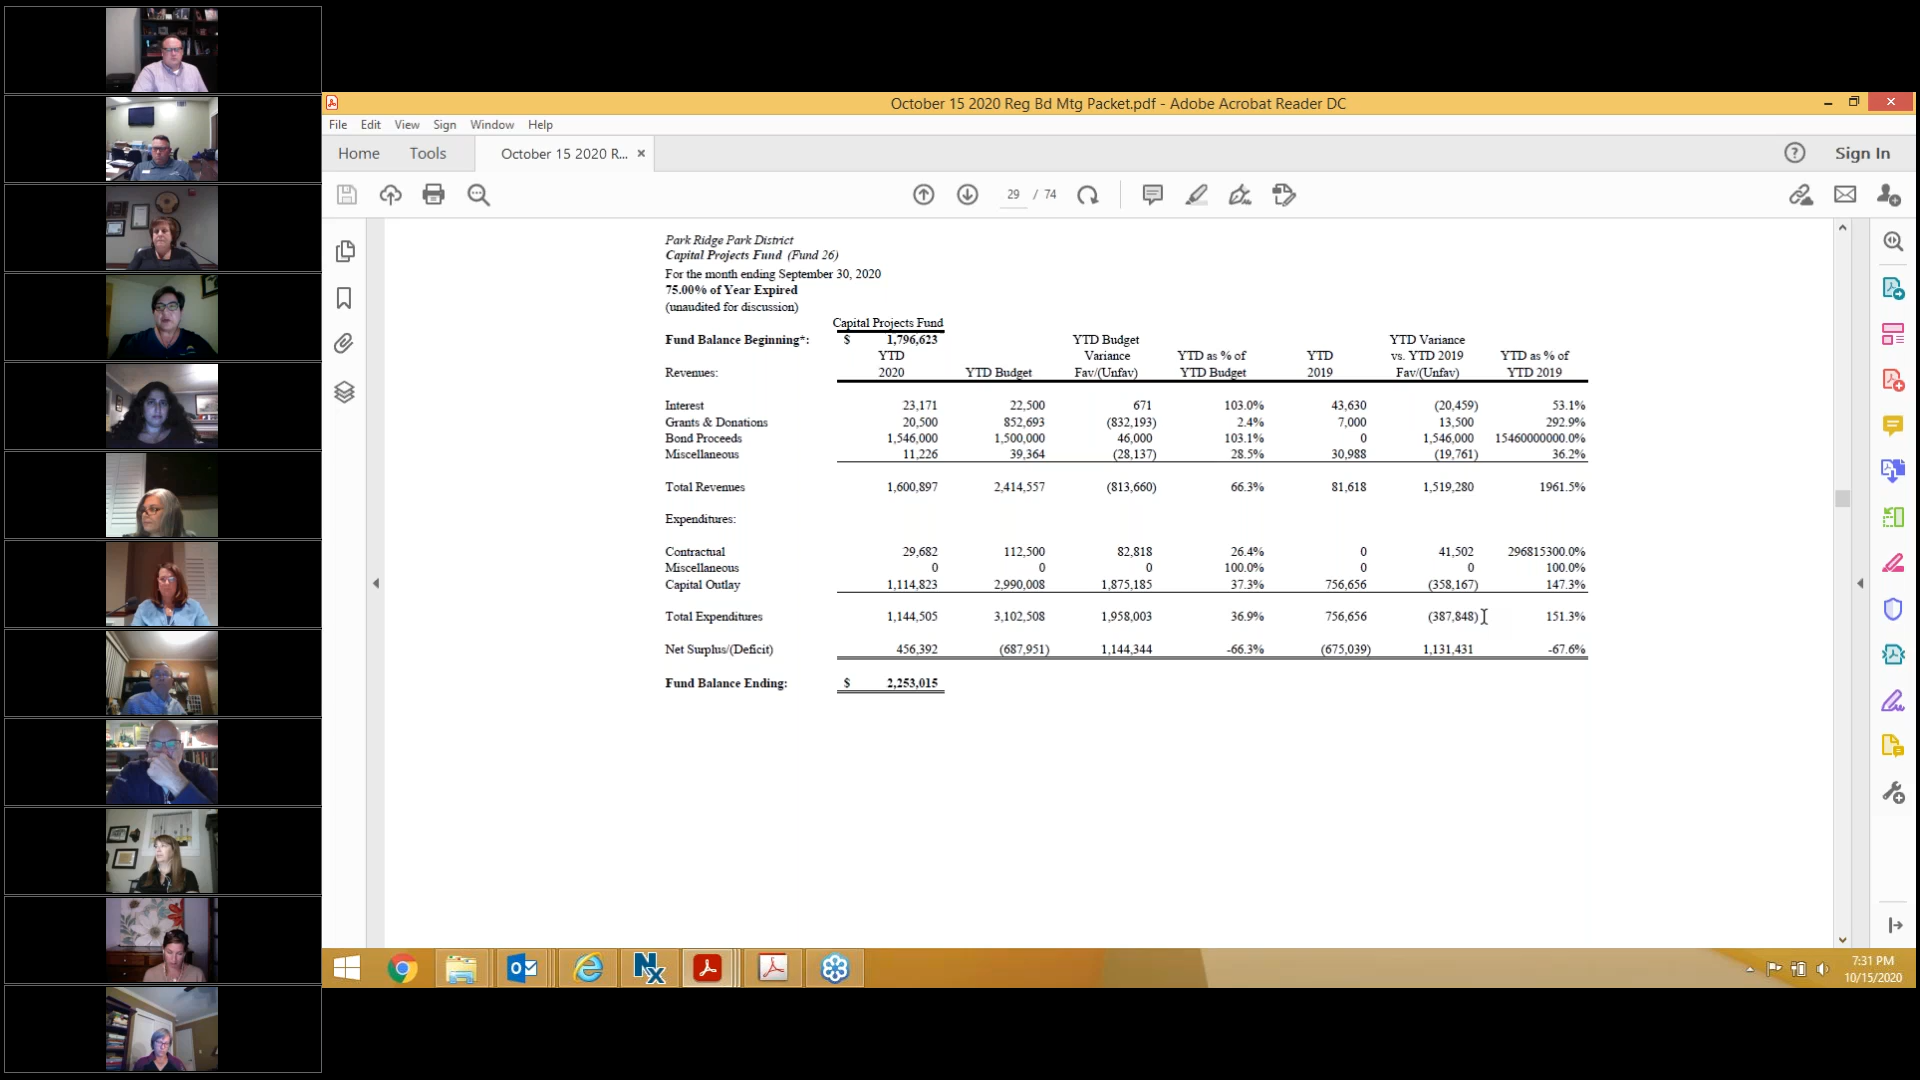 October 15 2020 Reg Bd Mtg Packet.pdf - Adobe Acrobat Reader DC
File Edit View Sign Window Help
Home Tools October 15 2020 R... × Sign In
29 / 74
Park Ridge Park District
Capital Projects Fund (Fund 26)
For the month ending September 30, 2020
75.00% of Year Expired
(unaudited for discussion)
Capital Projects Fund
Fund Balance Beginning*: $ 1,796,623 YTD Budget YTD Variance
YTD Variance YTD as % of YTD vs. YTD 2019 YTD as % of
Revenues: 2020 YTD Budget Fav/(Unfav) YTD Budget 2019 Fav/(Unfav) YTD 2019
Interest 23,171 22,500 671 103.0% 43,630 (20,459) 53.1%
Grants & Donations 20,500 852,693 (832,193) 2.4% 7,000 13,500 292.9%
Bond Proceeds 1,546,000 1,500,000 46,000 103.1% 0 1,546,000 15460000000.0%
Miscellaneous 11,226 39,364 (28,137) 28.5% 30,988 (19,761) 36.2%
Total Revenues 1,600,897 2,414,557 (813,660) 66.3% 81,618 1,519,280 1961.5%
Expenditures:
Contractual 29,682 112,500 82,818 26.4% 0 41,502 296815300.0%
Miscellaneous 0 0 0 100.0% 0 0 100.0%
Capital Outlay 1,114,823 2,990,008 1,875,185 37.3% 756,656 (358,167) 147.3%
Total Expenditures 1,144,505 3,102,508 1,958,003 36.9% 756,656 (387,848) 151.3%
Net Surplus/(Deficit) 456,392 (687,951) 1,144,344 -66.3% (675,039) 1,131,431 -67.6%
Fund Balance Ending: $ 2,253,015
7:31 PM
10/15/2020